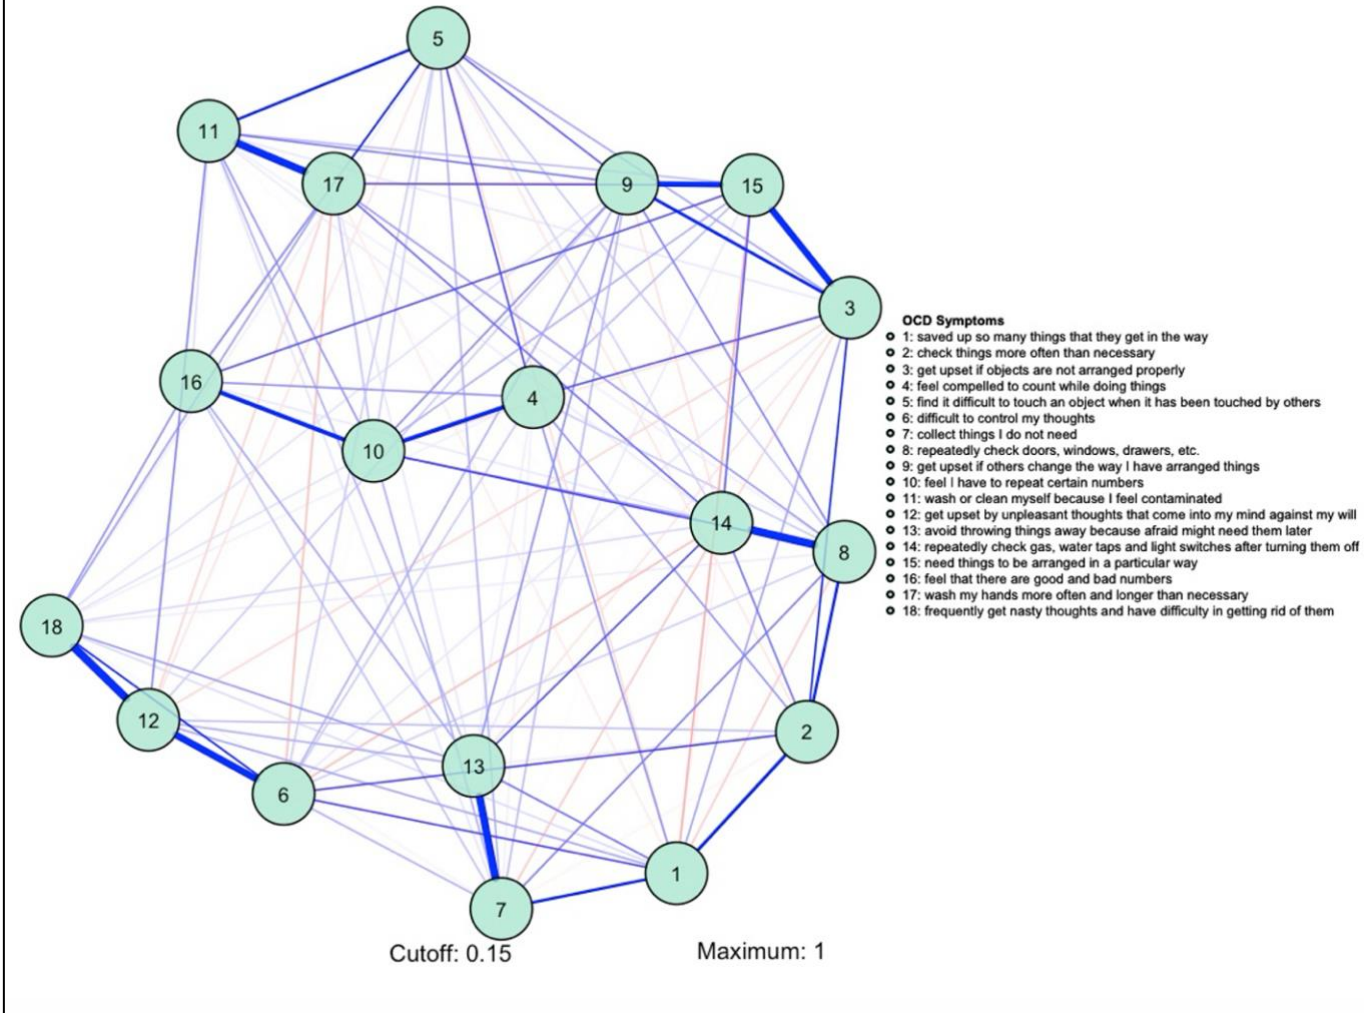 5
11
17
9
15
3
16
4
10
14
8
18
12
2
6
13
1
7
Cutoff: 0.15
Maximum: 1
OCD Symptoms
1: saved up so many things that they get in the way
2: check things more often than necessary
3: get upset if objects are not arranged properly
4: feel compelled to count while doing things
5: find it difficult to touch an object when it has been touched by others
6: difficult to control my thoughts
7: collect things I do not need
8: repeatedly check doors, windows, drawers, etc.
9: get upset if others change the way I have arranged things
10: feel I have to repeat certain numbers
11: wash or clean myself because I feel contaminated
12: get upset by unpleasant thoughts that come into my mind against my will
13: avoid throwing things away because afraid might need them later
14: repeatedly check gas, water taps and light switches after turning them off
15: need things to be arranged in a particular way
16: feel that there are good and bad numbers
17: wash my hands more often and longer than necessary
18: frequently get nasty thoughts and have difficulty in getting rid of them